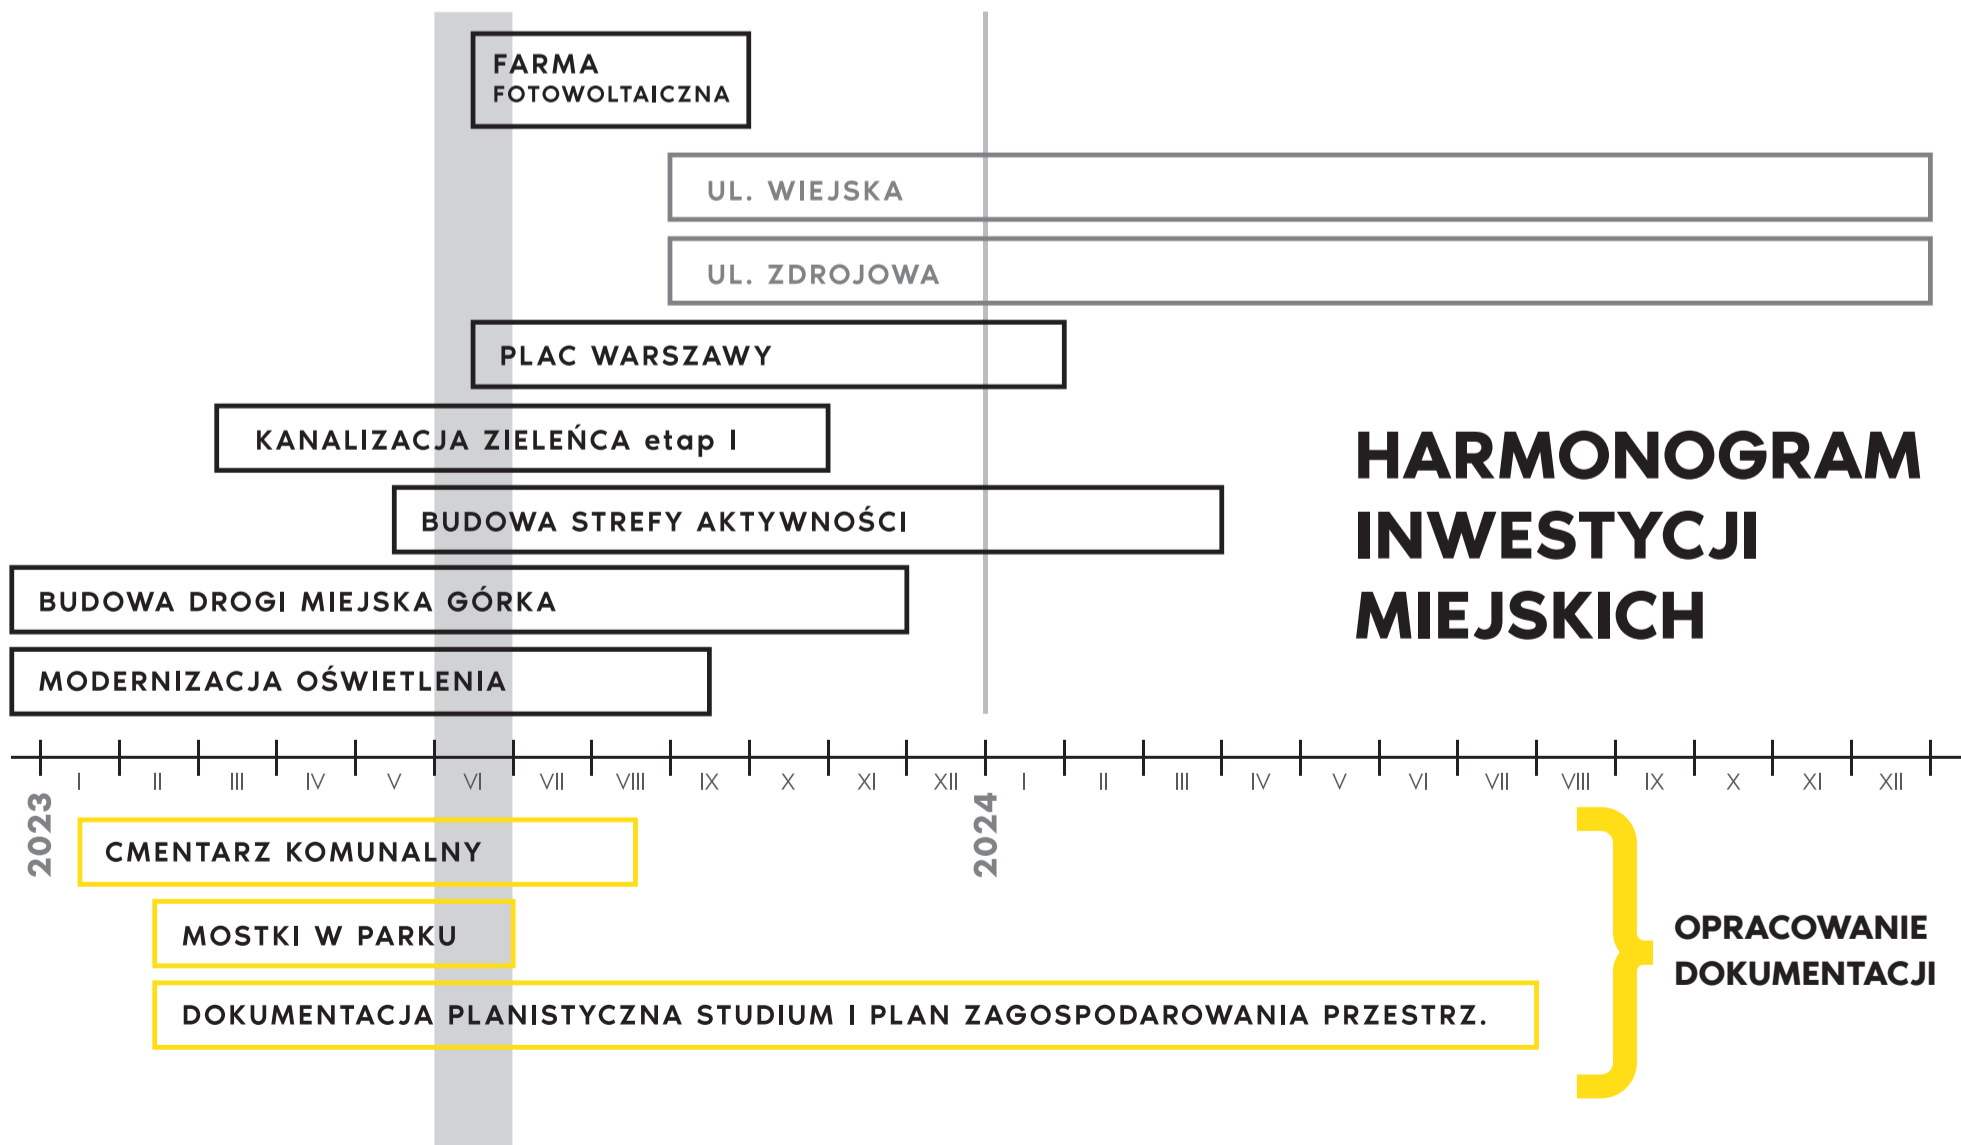 FARMA
FOTOWOLTAICZNA
UL. WIEJSKA
UL. ZDROJOWA
PLAC WARSZAWY
KANALIZACJA ZIELEŃCA etap I
BUDOWA STREFY AKTYWNOŚCI
BUDOWA DROGI MIEJSKA GÓRKA
MODERNIZACJA OŚWIETLENIA
HARMONOGRAM
INWESTYCJI
MIEJSKICH
I II III IV V VI VII VIII IX X XI XII I II III IV V VI VII VIII IX X XI XII
2023
2024
CMENTARZ KOMUNALNY
MOSTKI W PARKU
DOKUMENTACJA PLANISTYCZNA STUDIUM I PLAN ZAGOSPODAROWANIA PRZESTRZ.
OPRACOWANIE
DOKUMENTACJI